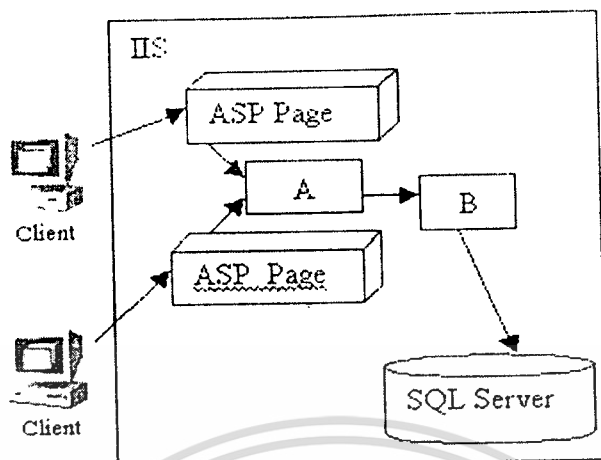 IIS
ASP Page
Client
A
B
ASP Page
SQL Server
Client